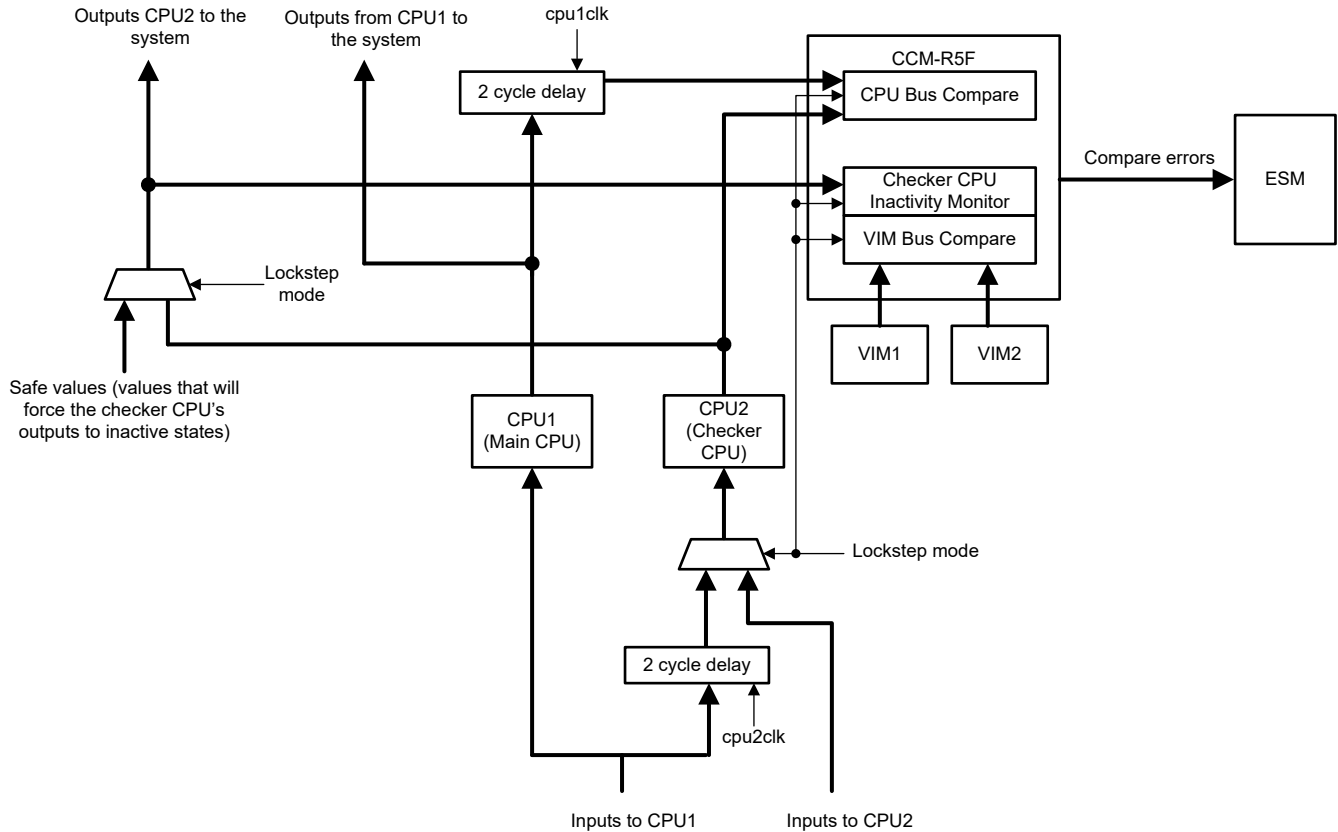 Outputs CPU2 to the
system
Outputs from CPU1 to
the system
cpu1clk
2 cycle delay
CCM-R5F
CPU Bus Compare
Checker CPU
Inactivity Monitor
VIM Bus Compare
Compare errors
ESM
Lockstep
mode
VIM1
VIM2
Safe values (values that will
force the checker CPU's
outputs to inactive states)
CPU1
(Main CPU)
CPU2
(Checker
CPU)
Lockstep mode
2 cycle delay
cpu2clk
Inputs to CPU1
Inputs to CPU2